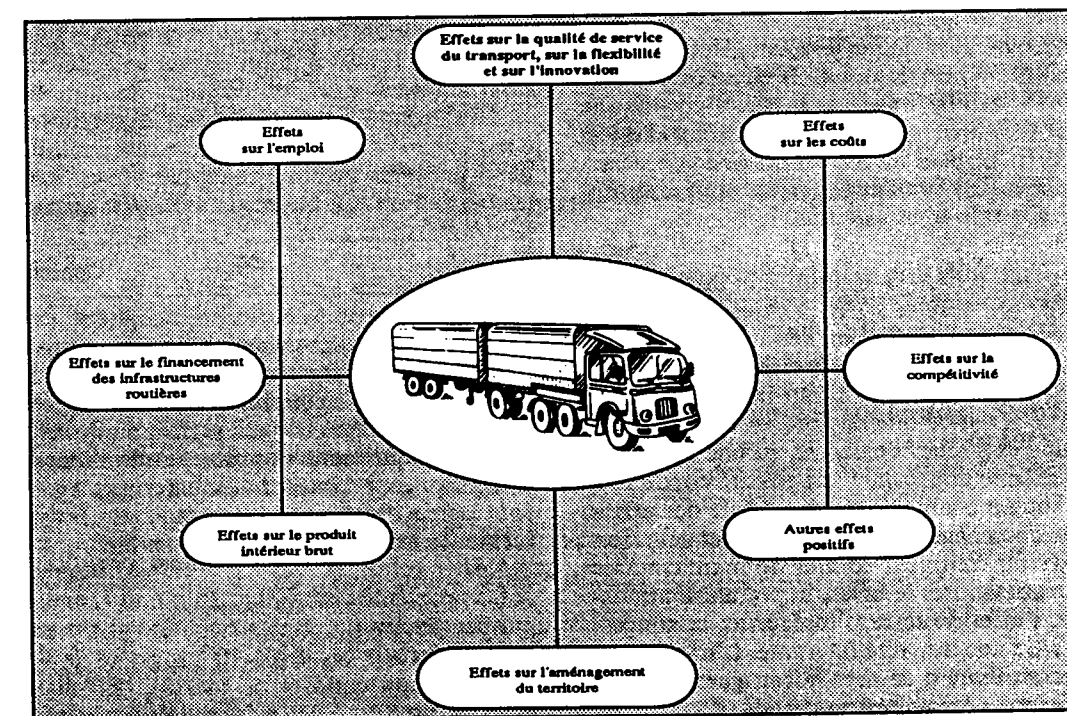 Effets sur la qualité de service
du transport, sur la flexibilité
et sur l'innovation
Effets
sur l'emploi
Effets
sur les coûts
Effets sur le financement
des infrastructures
routières
Effets sur la
compétitivité
Effets sur le produit
intérieur brut
Autres effets
positifs
Effets sur l'aménagement
du territoire